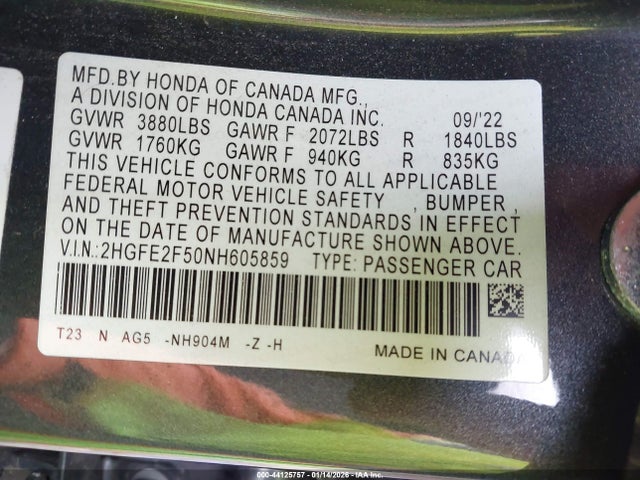 MFD.BY HONDA OF CANADA MFG.,
A DIVISION OF HONDA CANADA INC. 09/'22
GVWR 3880LBS GAWR F 2072LBS R 1840LBS
GVWR 1760KG GAWR F 940KG R 835KG
THIS VEHICLE CONFORMS TO ALL APPLICABLE
FEDERAL MOTOR VEHICLE SAFETY , BUMPER ,
AND THEFT PREVENTION STANDARDS IN EFFECT
ON THE DATE OF MANUFACTURE SHOWN ABOVE.
V.I.N.:2HGFE2F50NH605859 TYPE: PASSENGER CAR
T23 N AG5 -NH904M -Z -H
MADE IN CANADA
000-44125757 - 01/14/2026 - IAA Inc.